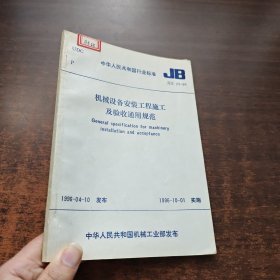 UDC
P
中华人民共和国行业标准
JB
机械设备安装工程施工
及验收通用规范
General specification for machinery
installation and acceptance
1996-04-10 发布
1996-10-01 实施
中华人民共和国机械工业部发布